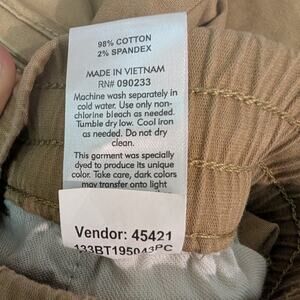 98% COTTON
2% SPANDEX
MADE IN VIETNAM
RN# 090233
Machine wash separately in
cold water. Use only non-
chlorine bleach as needed.
Tumble dry low. Cool iron
as needed. Do not dry
clean.
This garment was specially
dyed to produce its unique
color. Take care, dark colors
may transfer onto light
Vendor: 45421
133BT195043PC